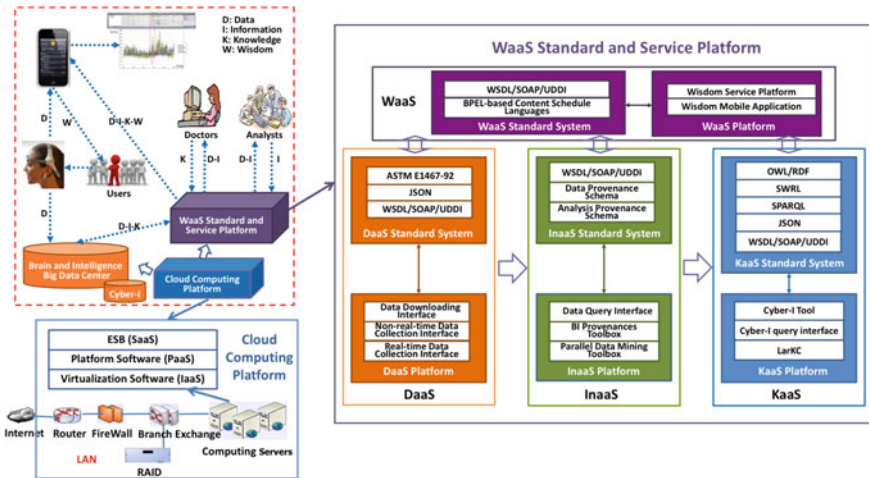 D: Data
I: Information
K: Knowledge
W: Wisdom
D
W
D-I-K-W
Doctors
Analysts
K
D-I
D-I
I
Users
D
D-I-K
WaaS Standard and
Service Platform
Brain and Intelligence
Big Data Center
Cyber-I
Cloud Computing
Platform
ESB (SaaS)
Platform Software (PaaS)
Virtualization Software (IaaS)
Cloud
Computing
Platform
Internet
Router
FireWall
Branch Exchange
Computing Servers
LAN
RAID
WaaS Standard and Service Platform
WaaS
WSDL/SOAP/UDDI
BPEL-based Content Schedule
Languages
WaaS Standard System
Wisdom Service Platform
Wisdom Mobile Application
WaaS Platform
ASTM E1467-92
JSON
WSDL/SOAP/UDDI
DaaS Standard System
Data Downloading
Interface
Non-real-time Data
Collection Interface
Real-time Data
Collection Interface
DaaS Platform
DaaS
WSDL/SOAP/UDDI
Data Provenance
Schema
Analysis Provenance
Schema
InaaS Standard System
Data Query Interface
BI Provenances
Toolbox
Parallel Data Mining
Toolbox
InaaS Platform
InaaS
OWL/RDF
SWRL
SPARQL
JSON
WSDL/SOAP/UDDI
KaaS Standard System
Cyber-I Tool
Cyber-I query interface
LarKC
KaaS Platform
KaaS